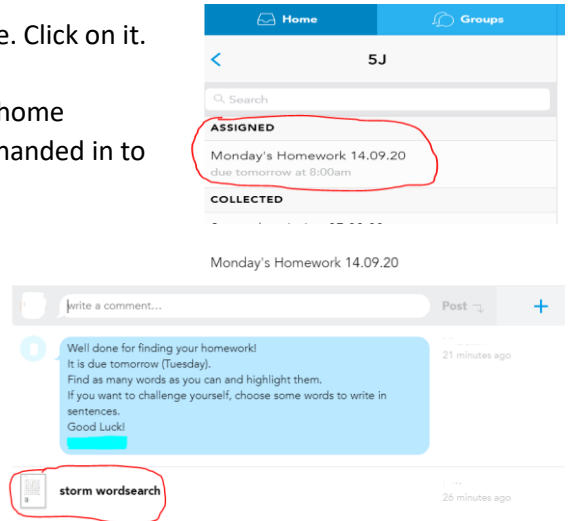 e. Click on it.
home
handed in to
Home
Groups
5J
Search
ASSIGNED
Monday's Homework 14.09.20
due tomorrow at 8:00am
COLLECTED
Monday's Homework 14.09.20
write a comment...
Post
Well done for finding your homework!
It is due tomorrow (Tuesday).
Find as many words as you can and highlight them.
If you want to challenge yourself, choose some words to write in
sentences.
Good Luck!
21 minutes ago
storm wordsearch
26 minutes ago